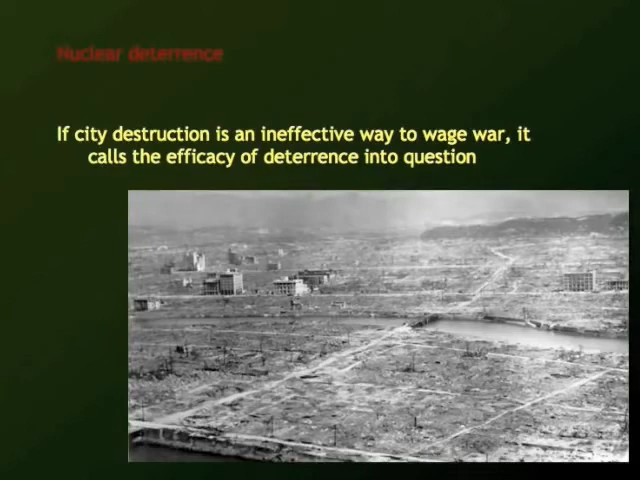 Nuclear deterrence
If city destruction is an ineffective way to wage war, it
calls the efficacy of deterrence into question